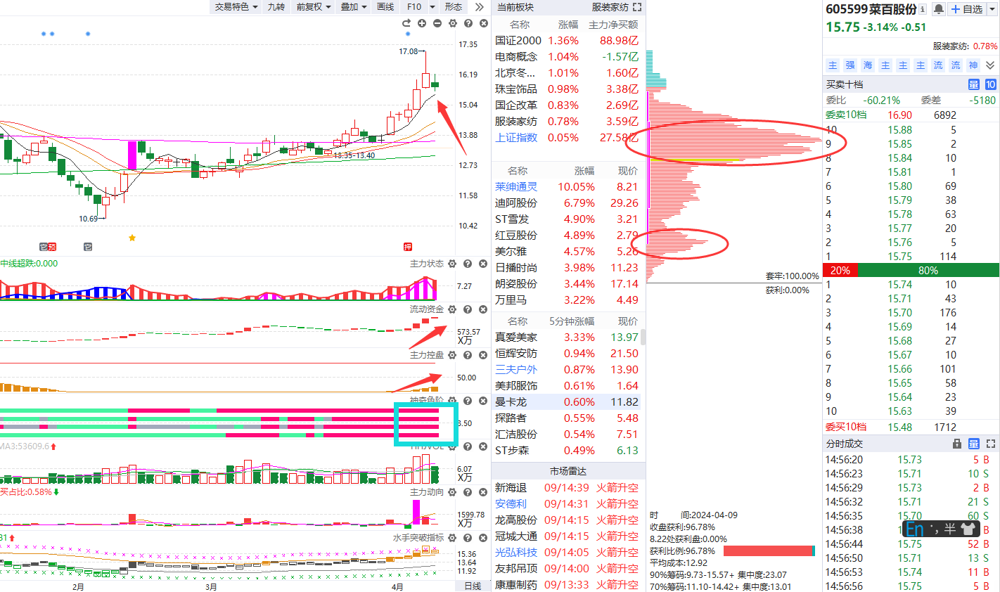 交易特色 九转 前复权 叠加 画线 F10 形态
17.35
17.08
16.19
15.04
13.88
13.35-13.40
12.73
11.58
10.69
10.42
预
押
中线超跌:0.000
主力状态
7.27
流动资金
573.57
X万
主力控盘
50.00
神奇色阶
3.50
MA3:53609.6
6.07
X万
买占比:0.58%
主力动向
1599.78
X万
31
水手突破指标
15.36
13.64
11.92
2月 3月 4月 日线
当前板块 服装家纺
名称 涨幅 主力净买额
国证2000 1.36% 88.98亿
电商概念 1.04% -1.57亿
北京冬... 1.01% 1.60亿
珠宝饰品 0.98% 3.38亿
国企改革 0.83% 2.69亿
服装家纺 0.78% 3.59亿
上证指数 0.05% 27.58亿
名称 涨幅 现价
莱绅通灵 10.05% 8.21
迪阿股份 6.79% 29.26
ST雪发 4.90% 3.21
红豆股份 4.89% 2.79
美尔雅 4.57% 5.26
日播时尚 3.98% 11.23
朗姿股份 3.44% 17.14
万里马 3.22% 4.49
名称 5分钟涨幅 现价
真爱美家 3.33% 13.97
恒辉安防 0.94% 21.50
三夫户外 0.87% 13.90
美邦服饰 0.61% 1.64
曼卡龙 0.60% 11.82
探路者 0.55% 5.48
汇洁股份 0.54% 7.51
ST步森 0.49% 6.13
市场雷达
新海退 09/14:39 火箭升空
安德利 09/14:31 火箭升空
龙高股份 09/14:15 火箭升空
冠城大通 09/14:15 火箭升空
光弘科技 09/14:05 火箭升空
友邦吊顶 09/14:00 火箭升空
康惠制药 09/13:33 火箭升空
套牢:100.00%
获利:0.00%
时 间:2024-04-09
收盘获利:96.78%
8.22处获利盘:0.00%
获利比例:96.78%
平均成本:12.92
90%筹码:9.73-15.57+ 集中度:23.07
70%筹码:11.10-14.42+ 集中度:13.01
605599菜百股份 自选
15.75 -3.14% -0.51
服装家纺: 0.78%
主 强 海 主 主 主 流 流 神
买卖十档 量 10
委比 -60.21% 委差 -5180
委卖10档 16.90 6892
10 15.88 5
9 15.85 2
8 15.84 10
7 15.81 1
6 15.80 69
5 15.79 38
4 15.78 63
3 15.77 20
2 15.76 5
1 15.75 114
20% 80%
1 15.74 10
2 15.71 43
3 15.70 176
4 15.69 14
5 15.68 27
6 15.67 10
7 15.66 101
8 15.65 58
9 15.64 23
10 15.63 39
委买10档 15.48 1712
分时成交 量
14:56:20 15.73 5 B
14:56:23 15.71 10 S
14:56:29 15.73 2 B
14:56:32 15.71 21 S
14:56:35 15.70 60 S
14:56:38 B
En 半
14:56:44 15.75 52 B
14:56:50 15.71 13 S
14:56:53 15.74 11 B
14:56:56 15.75 5 B